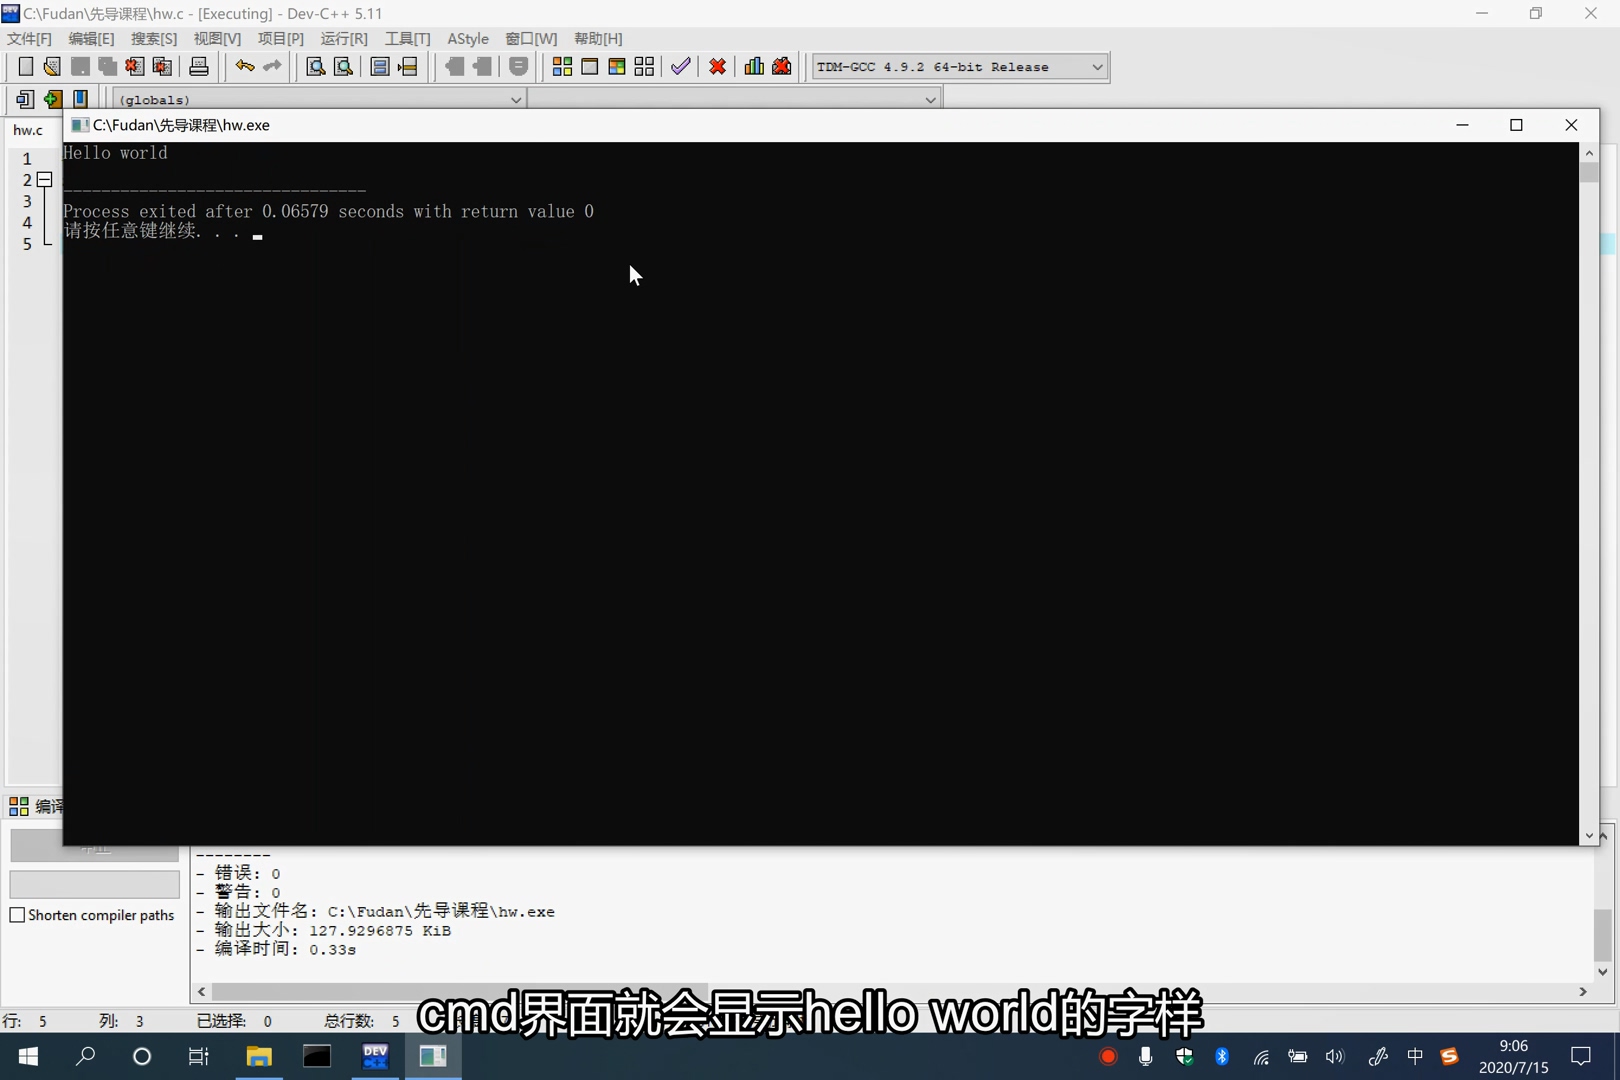 C:\Fudan\先导课程\hw.c - [Executing] - Dev-C++ 5.11
文件[F] 编辑[E] 搜索[S] 视图[V] 项目[P] 运行[R] 工具[T] AStyle 窗口[W] 帮助[H]
TDM-GCC 4.9.2 64-bit Release
(globals)
hw.c
C:\Fudan\先导课程\hw.exe
1
2
3
4
5
Hello world
--------------------------------
Process exited after 0.06579 seconds with return value 0
请按任意键继续. . .
编译
--------
- 错误: 0
- 警告: 0
- 输出文件名: C:\Fudan\先导课程\hw.exe
- 输出大小: 127.9296875 KiB
- 编译时间: 0.33s
Shorten compiler paths
行: 5 列: 3 已选择: 0 总行数: 5
cmd界面就会显示hello world的字样
DEV C++
中
9:06
2020/7/15